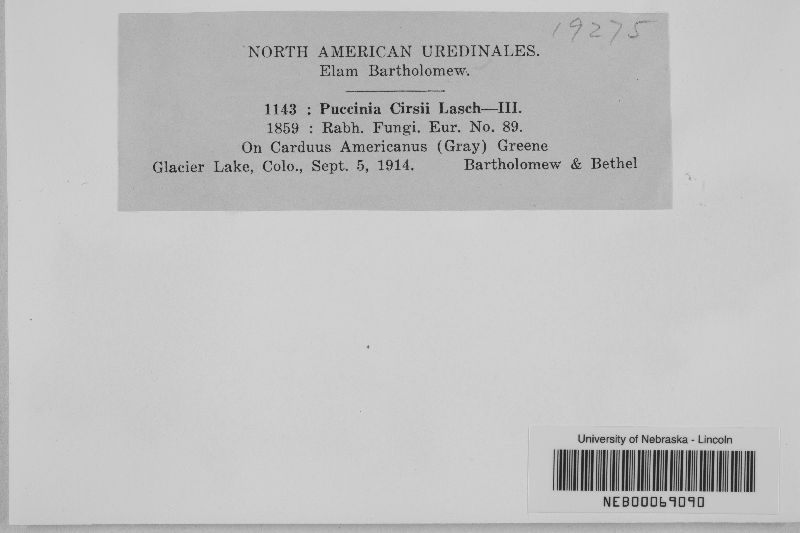 19275
NORTH AMERICAN UREDINALES.
Elam Bartholomew.
1143 : Puccinia Cirsii Lasch—III.
1859 : Rabh. Fungi. Eur. No. 89.
On Carduus Americanus (Gray) Greene
Glacier Lake, Colo., Sept. 5, 1914. Bartholomew & Bethel
University of Nebraska - Lincoln
NEB00069090